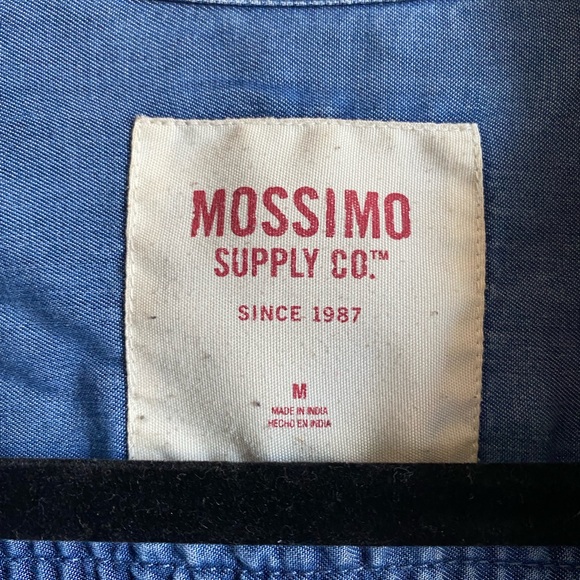 MOSSIMO
SUPPLY CO.™
SINCE 1987
M
MADE IN INDIA
HECHO EN INDIA